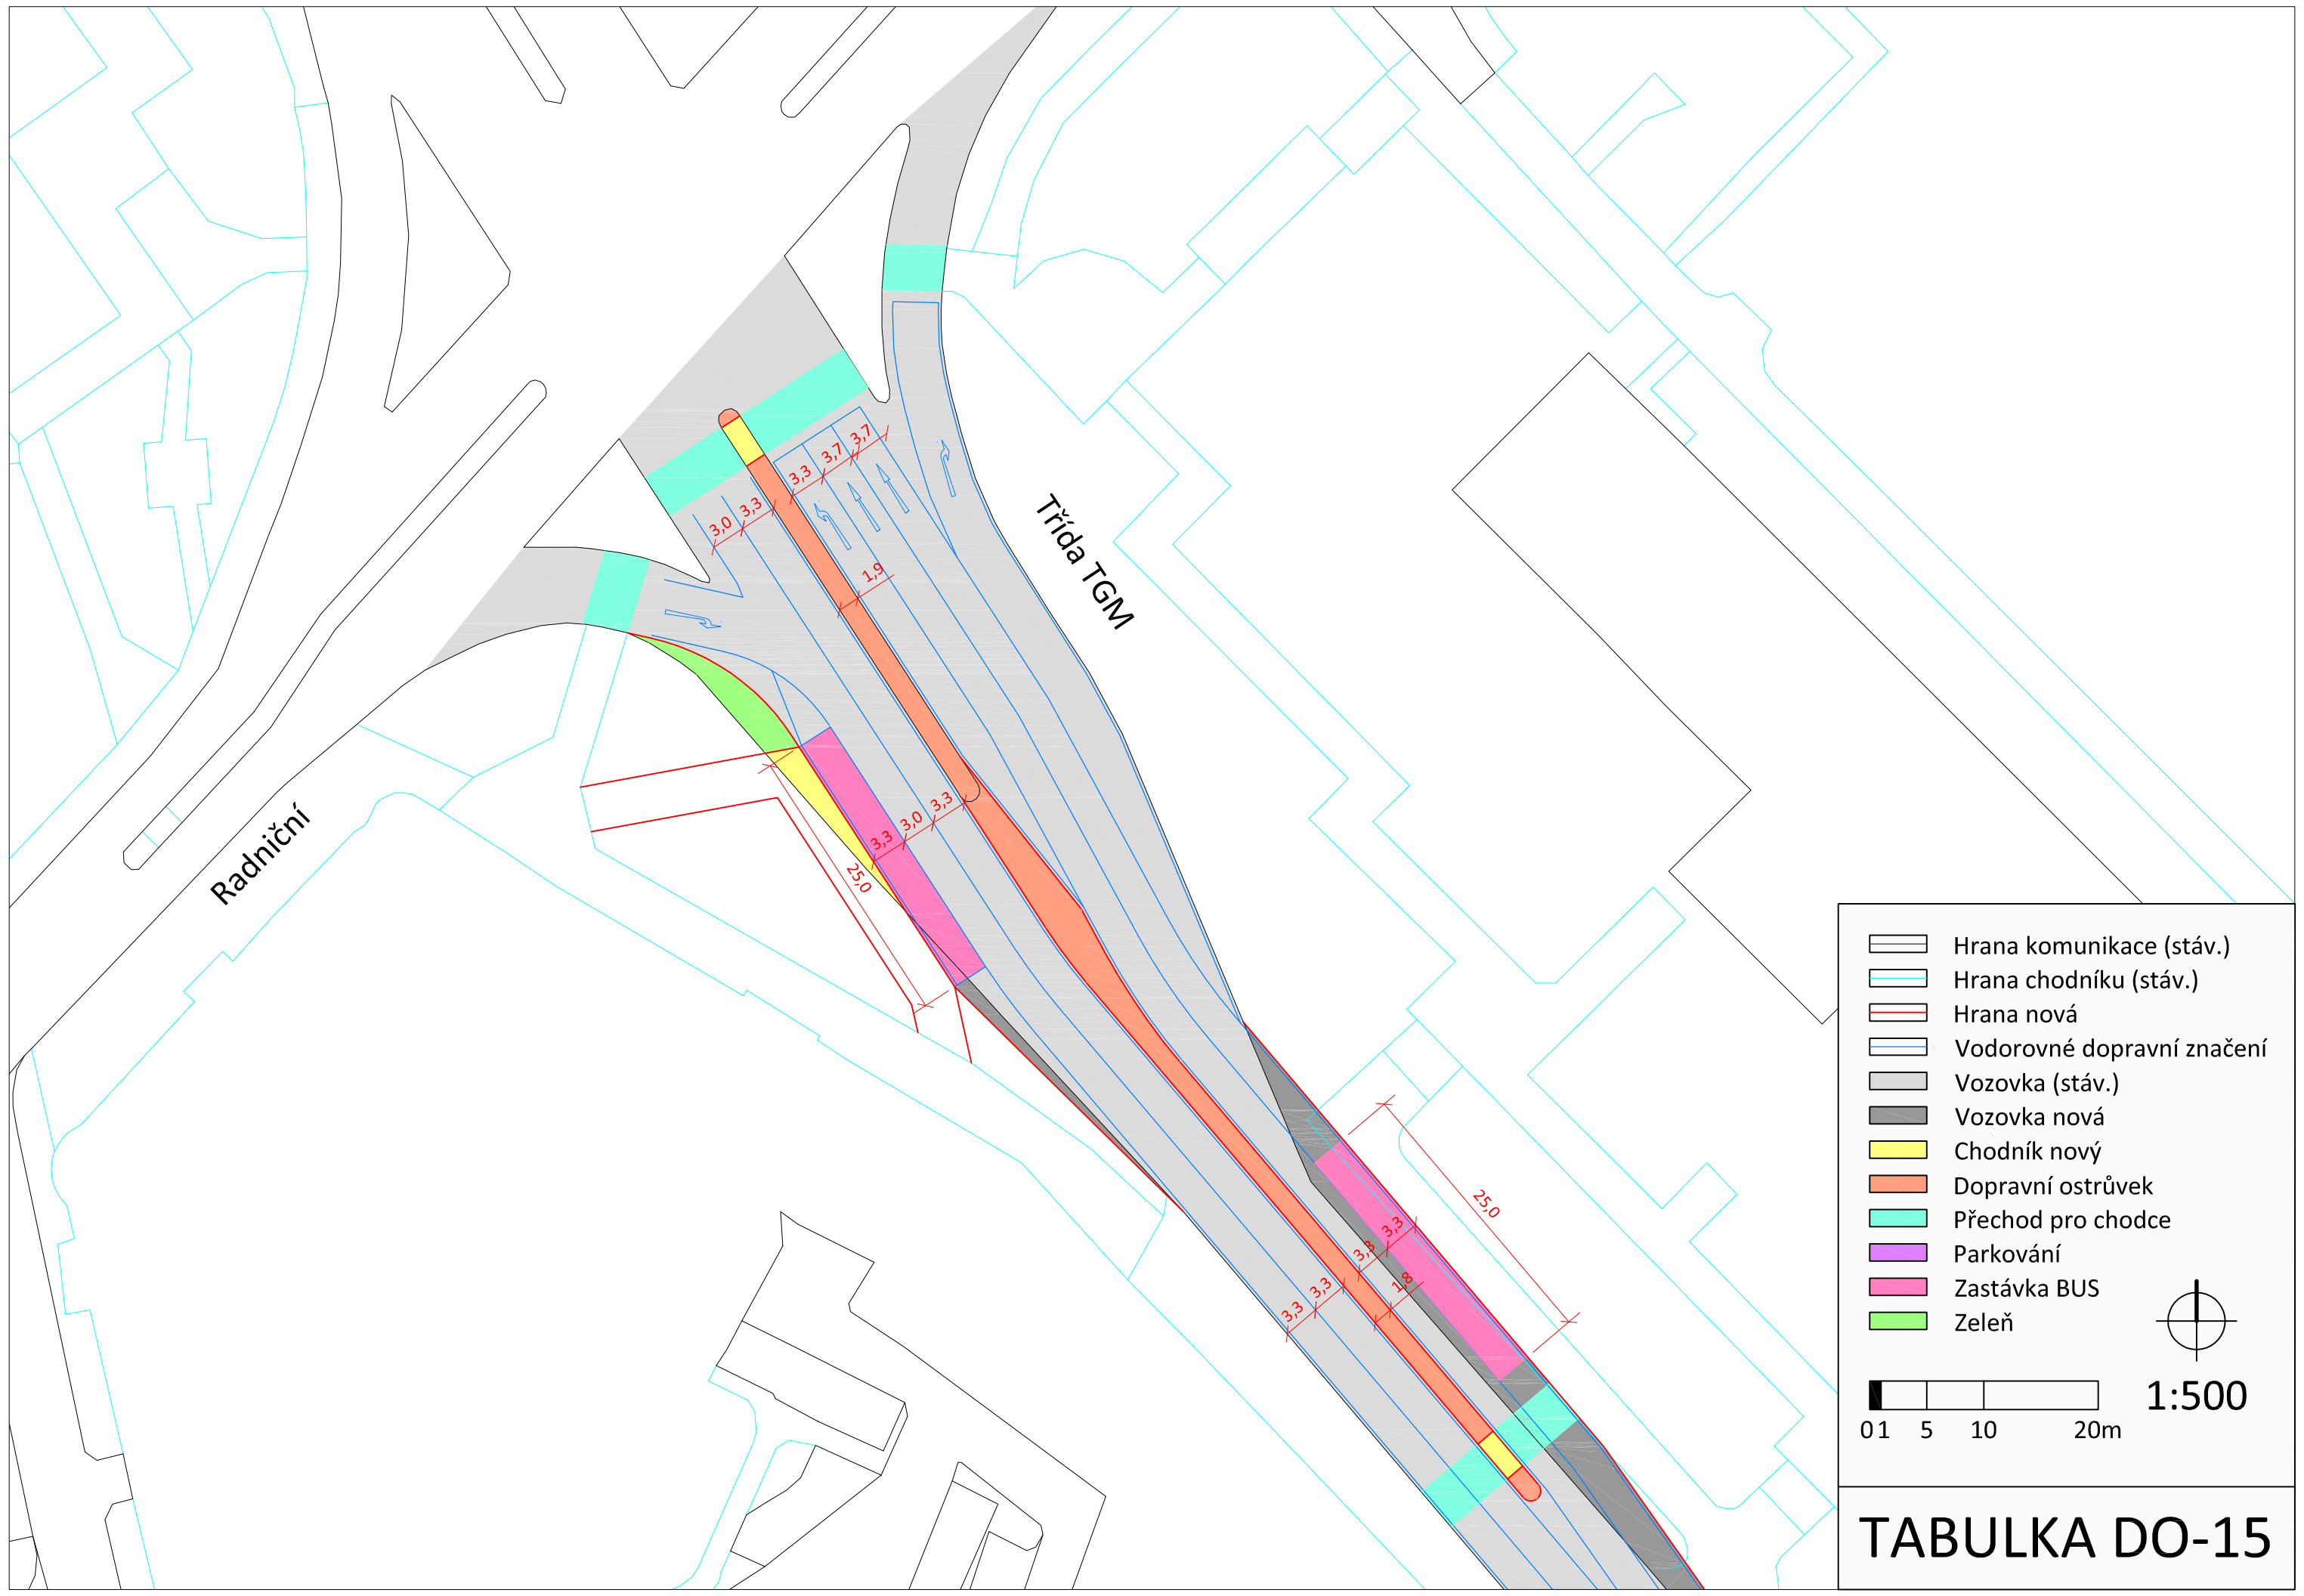 3,7
3,7
3,3
3,3
3,0
1,9
Třída TGM
3,3
3,0
3,3
25,0
Radniční
25,0
3,3
3,3
1,8
3,3
3,3
Hrana komunikace (stáv.)
Hrana chodníku (stáv.)
Hrana nová
Vodorovné dopravní značení
Vozovka (stáv.)
Vozovka nová
Chodník nový
Dopravní ostrůvek
Přechod pro chodce
Parkování
Zastávka BUS
Zeleň
1:500
0 1 5 10 20m
TABULKA DO-15